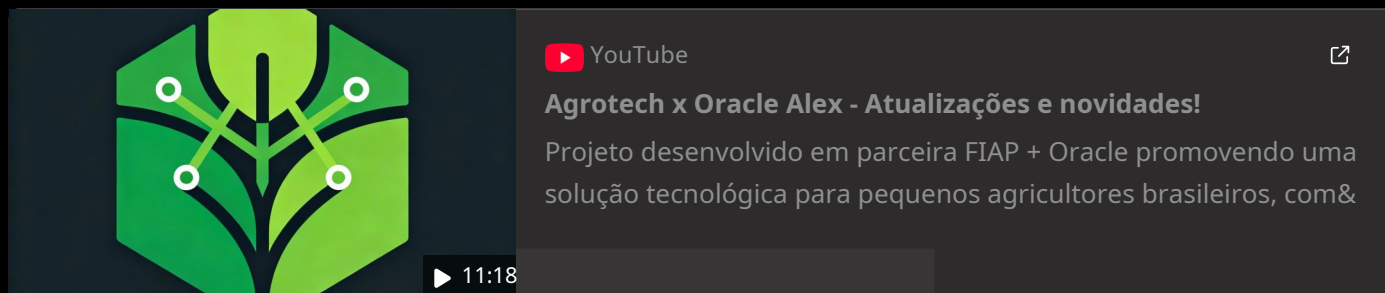 YouTube
Agrotech x Oracle Alex - Atualizações e novidades!
Projeto desenvolvido em parceira FIAP + Oracle promovendo uma
solução tecnológica para pequenos agricultores brasileiros, com&
11:18